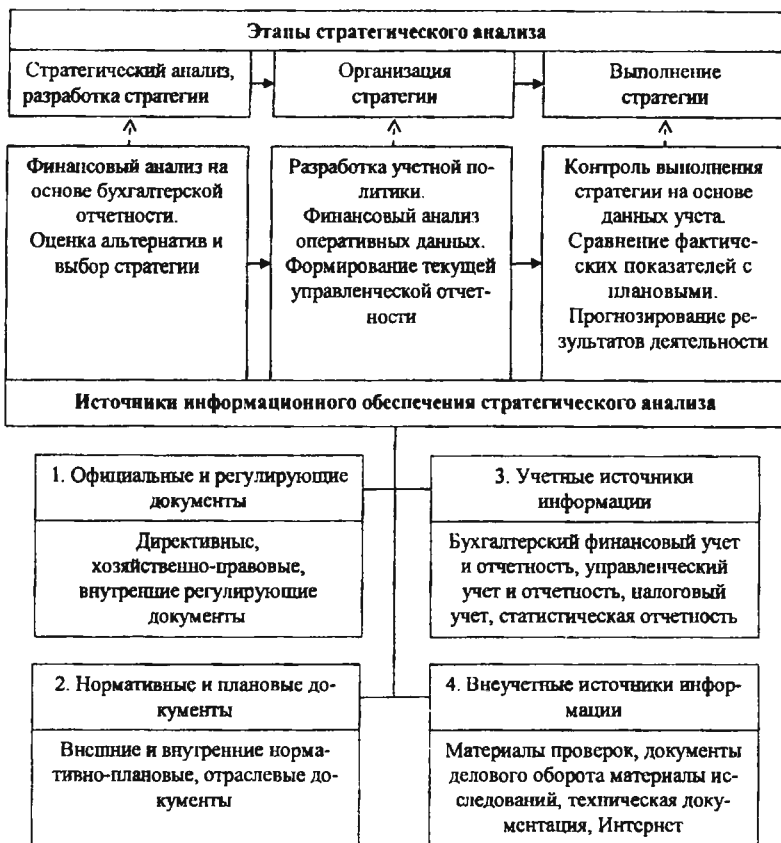 Этапы стратегического анализа
Стратегический анализ,
разработка стратегии
Организация
стратегии
Выполнение
стратегии
Финансовый анализ на
основе бухгалтерской
отчетности.
Оценка альтернатив и
выбор стратегии
Разработка учетной по-
литики.
Финансовый анализ
оперативных данных.
Формирование текущей
управленческой отчет-
ности
Контроль выполнения
стратегии на основе
данных учета.
Сравнение фактичес-
ских показателей с
плановыми.
Прогнозирование ре-
зультатов деятельности
Источники информационного обеспечения стратегического анализа
1. Официальные и регулирующие
документы
Директивные,
хозяйственно-правовые,
внутренние регулирующие
документы
3. Учетные источники
информации
Бухгалтерский финансовый учет
и отчетность, управленческий
учет и отчетность, налоговый
учет, статистическая отчетность
2. Нормативные и плановые до-
кументы
Внешние и внутренние норма-
тивно-плановые, отраслевые до-
кументы
4. Внеучетные источники инфор-
мации
Материалы проверок, документы
делового оборота материалы ис-
следований, техническая доку-
ментация, Интернет